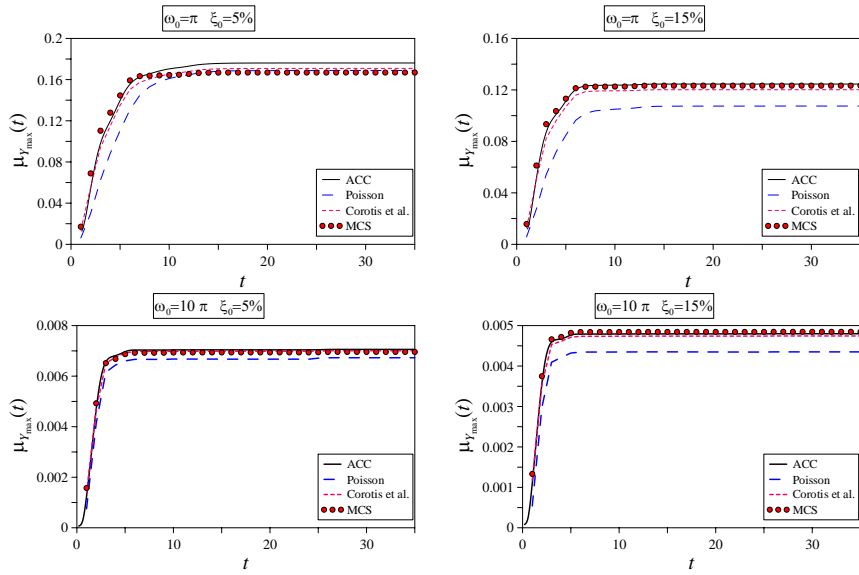 ω₀=π ξ₀=5%
μ_Ymax(t)
0.2
0.16
0.12
0.08
0.04
0
0 10 20 30
t
ACC
Poisson
Corotis et al.
MCS
ω₀=π ξ₀=15%
μ_Ymax(t)
0.16
0.12
0.08
0.04
0
0 10 20 30
t
ACC
Poisson
Corotis et al.
MCS
ω₀=10 π ξ₀=5%
μ_Ymax(t)
0.008
0.006
0.004
0.002
0
0 10 20 30
t
ACC
Poisson
Corotis et al.
MCS
ω₀=10 π ξ₀=15%
μ_Ymax(t)
0.005
0.004
0.003
0.002
0.001
0
0 10 20 30
t
ACC
Poisson
Corotis et al.
MCS